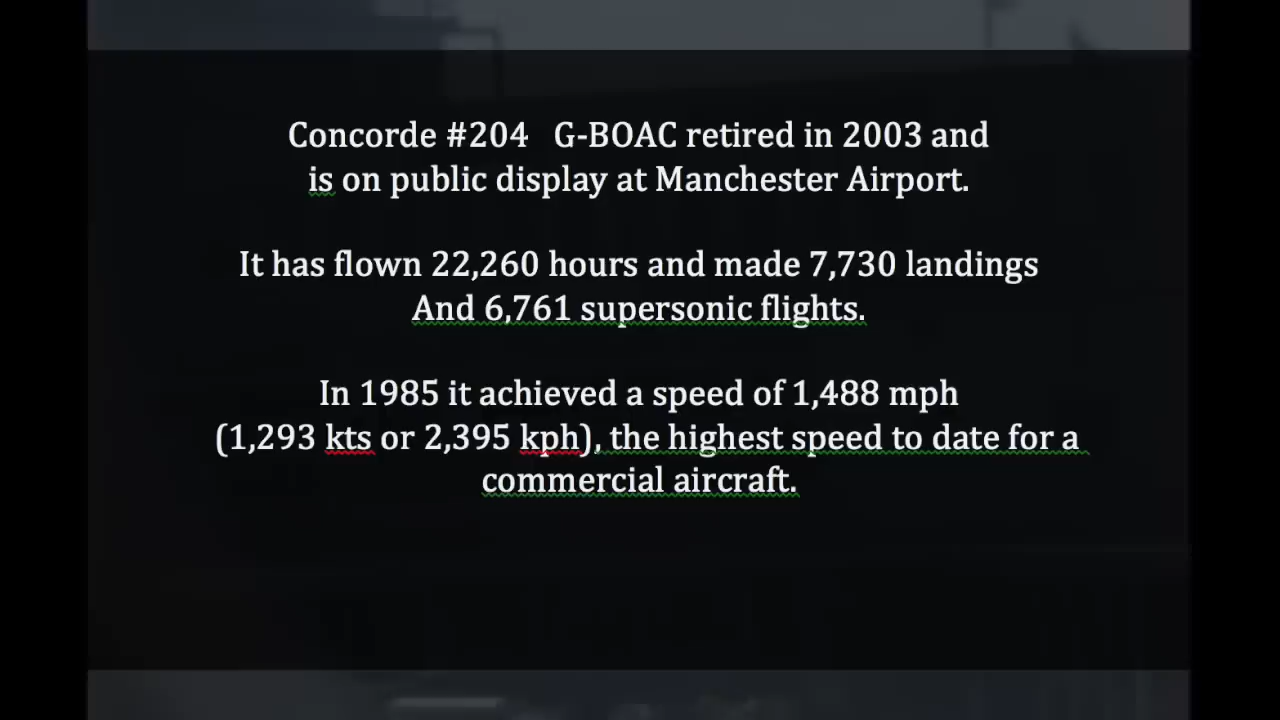 Concorde #204 G-BOAC retired in 2003 and
is on public display at Manchester Airport.
It has flown 22,260 hours and made 7,730 landings
And 6,761 supersonic flights.
In 1985 it achieved a speed of 1,488 mph
(1,293 kts or 2,395 kph), the highest speed to date for a
commercial aircraft.